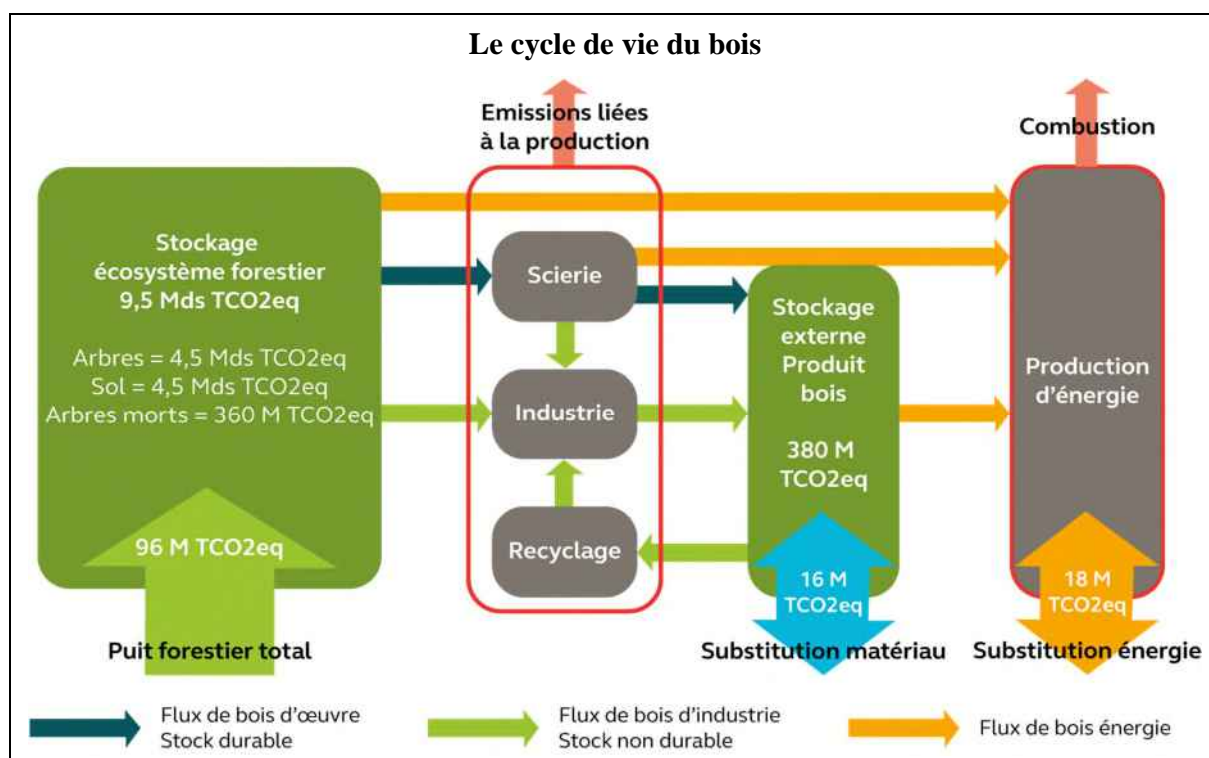 Le cycle de vie du bois
Emissions liées
à la production
Combustion
Stockage
écosystème forestier
9,5 Mds TCO2eq
Arbres = 4,5 Mds TCO2eq
Sol = 4,5 Mds TCO2eq
Arbres morts = 360 M TCO2eq
96 M TCO2eq
Puit forestier total
Scierie
Industrie
Recyclage
Stockage
externe
Produit
bois
380 M
TCO2eq
16 M
TCO2eq
Substitution matériau
Production
d'énergie
18 M
TCO2eq
Substitution énergie
Flux de bois d'œuvre
Stock durable
Flux de bois d'industrie
Stock non durable
Flux de bois énergie